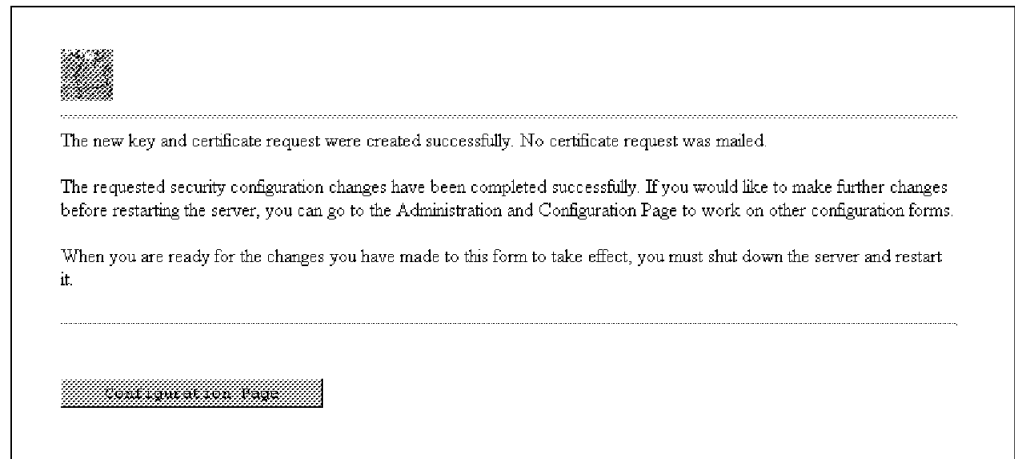 The new key and certificate request were created successfully. No certificate request was mailed.
The requested security configuration changes have been completed successfully. If you would like to make further changes
before restarting the server, you can go to the Administration and Configuration Page to work on other configuration forms.
When you are ready for the changes you have made to this form to take effect, you must shut down the server and restart
it.
Configuration Page